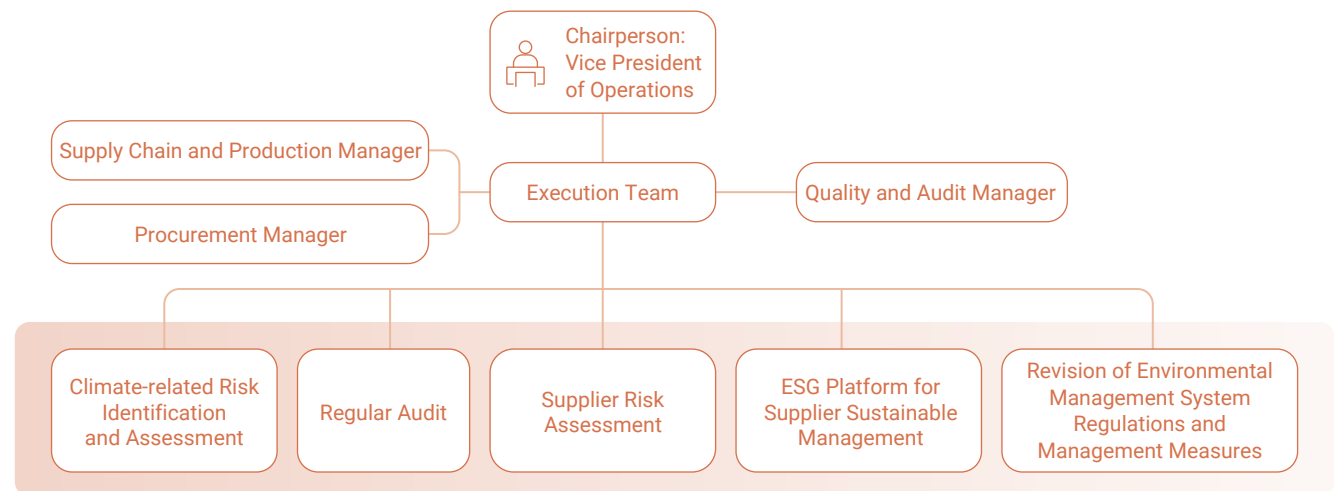 Chairperson:
Vice President
of Operations
Supply Chain and Production Manager
Execution Team
Quality and Audit Manager
Procurement Manager
Climate-related Risk
Identification
and Assessment
Regular Audit
Supplier Risk
Assessment
ESG Platform for
Supplier Sustainable
Management
Revision of Environmental
Management System
Regulations and
Management Measures